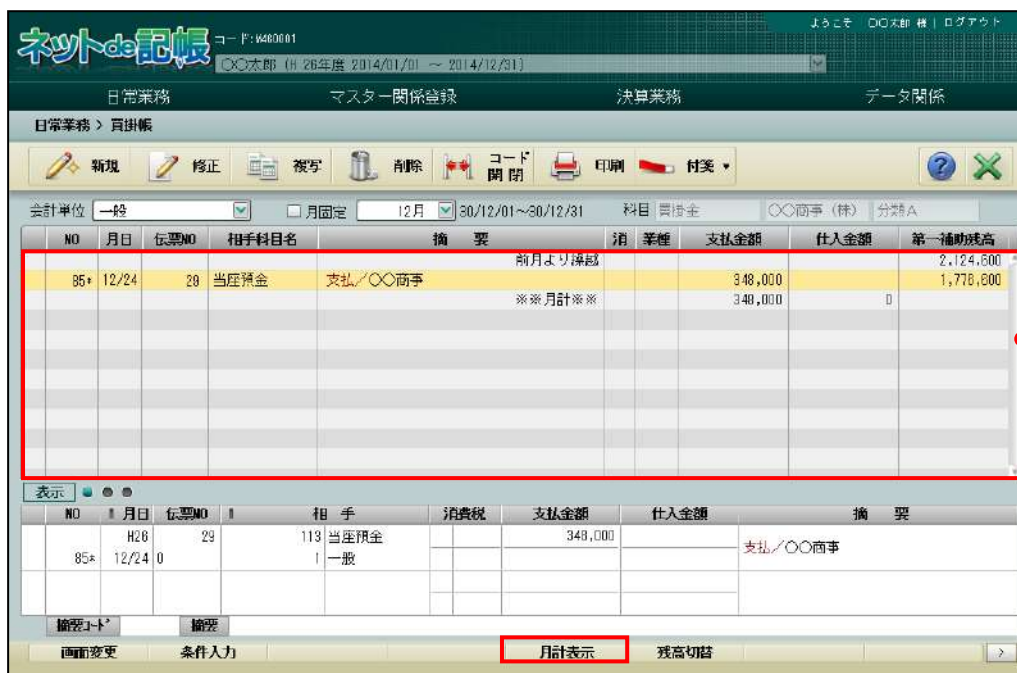 ようこそ 〇〇太郎 様 | ログアウト
ネットde記帳 コード:W460001
〇〇太郎 (H 26年度 2014/01/01 ～ 2014/12/31)
日常業務 マスター関係登録 決算業務 データ関係
日常業務 > 買掛帳
新規 修正 複写 削除 コード開閉 印刷 付箋
会計単位 一般 月固定 12月 30/12/01~30/12/31 科目 買掛金 〇〇商事 (株) 分類A
NO 月日 伝票NO 相手科目名 摘 要 消 業種 支払金額 仕入金額 第一補助残高
前月より繰越 2,124,600
85* 12/24 29 当座預金 支払／〇〇商事 348,000 1,776,600
※※月計※※ 348,000 0
表示
NO 月日 伝票NO 相 手 消費税 支払金額 仕入金額 摘 要
H26 29 113 当座預金 348,000 支払／〇〇商事
85* 12/24 0 1 一般
摘要コード 摘要
画面変更 条件入力 月計表示 残高切替 >